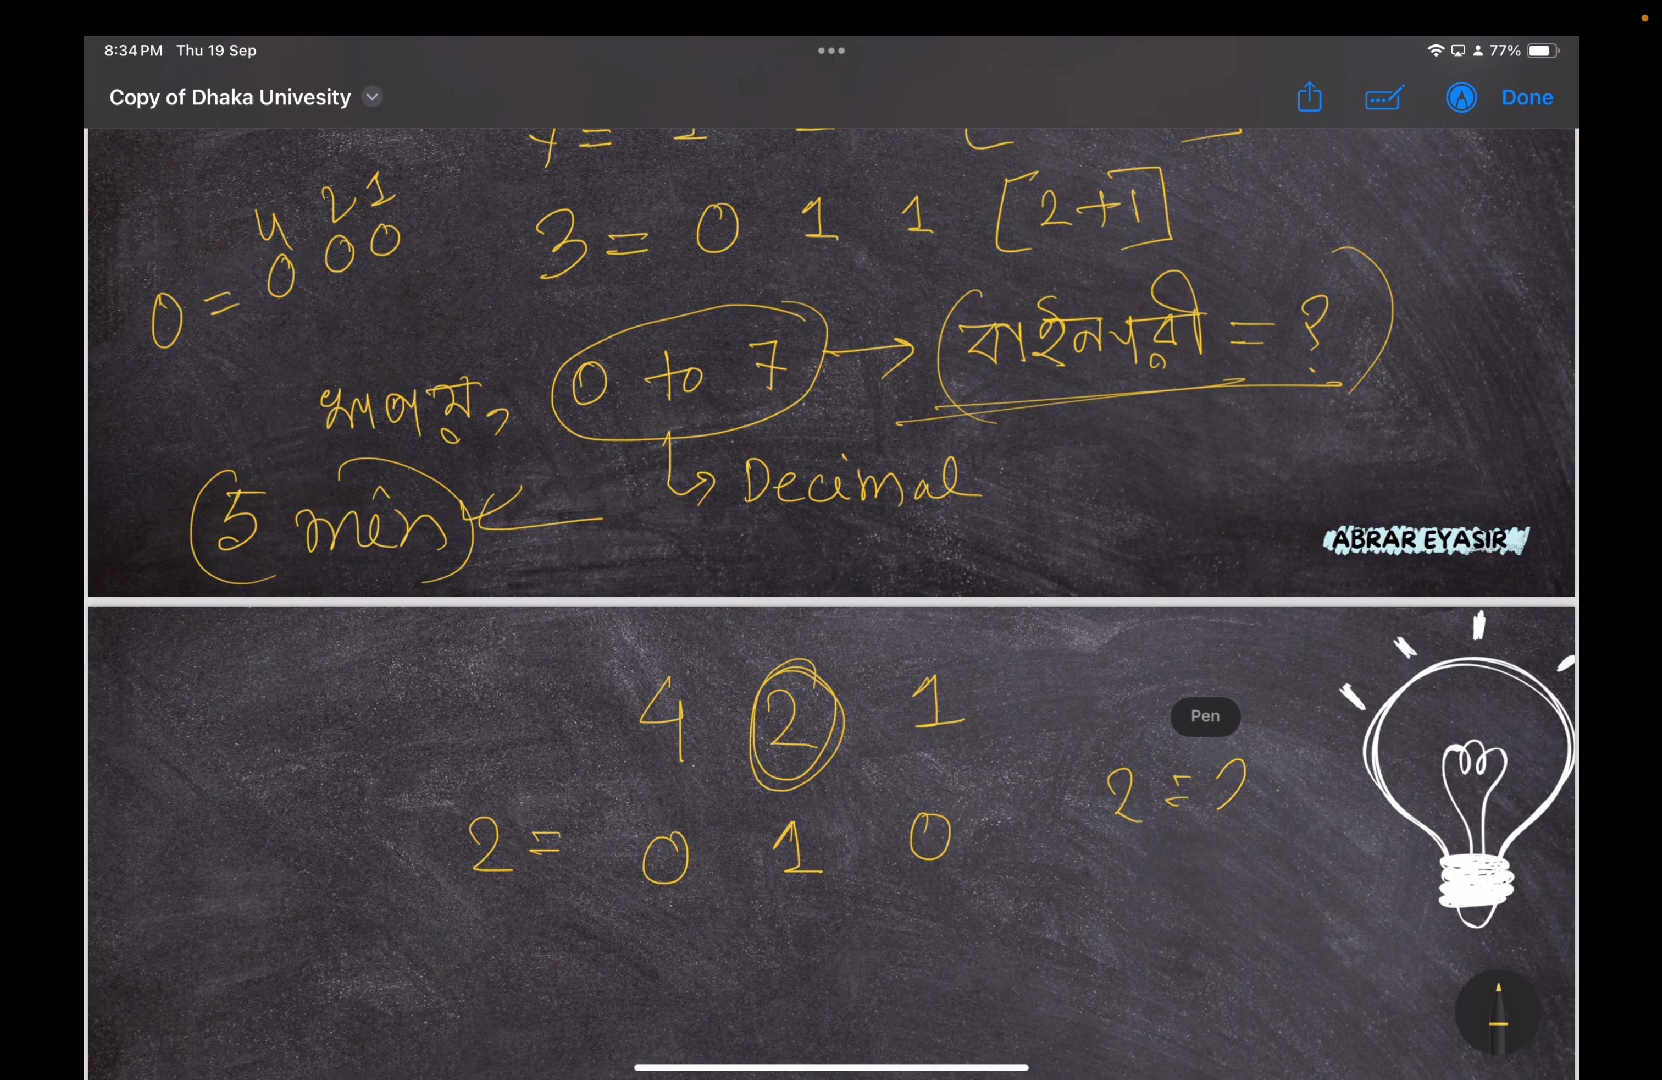 8:34 PM Thu 19 Sep
77%
Copy of Dhaka Univesity
Done
4 2 1
0 = 0 0 0
3 = 0 1 1 [2+1]
0 to 7 → (বাইনারী = ?)
Decimal
5 min
ABRAR EYASIR
4 2 1
Pen
2 = ?
2 = 0 1 0